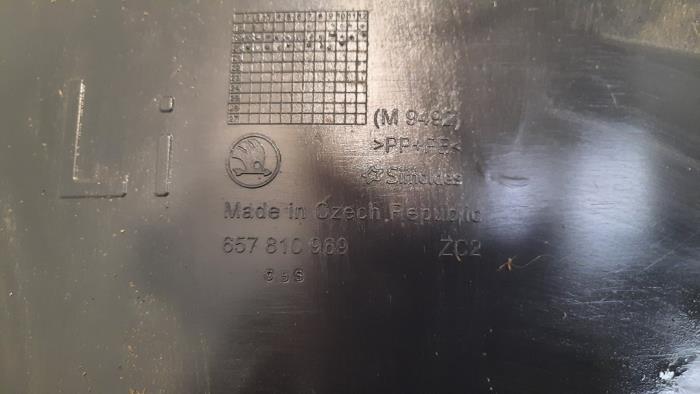 Li
(M 9492)
>PP+PE<
Simoldes
Made in Czech Republic
657 810 969 ZC2